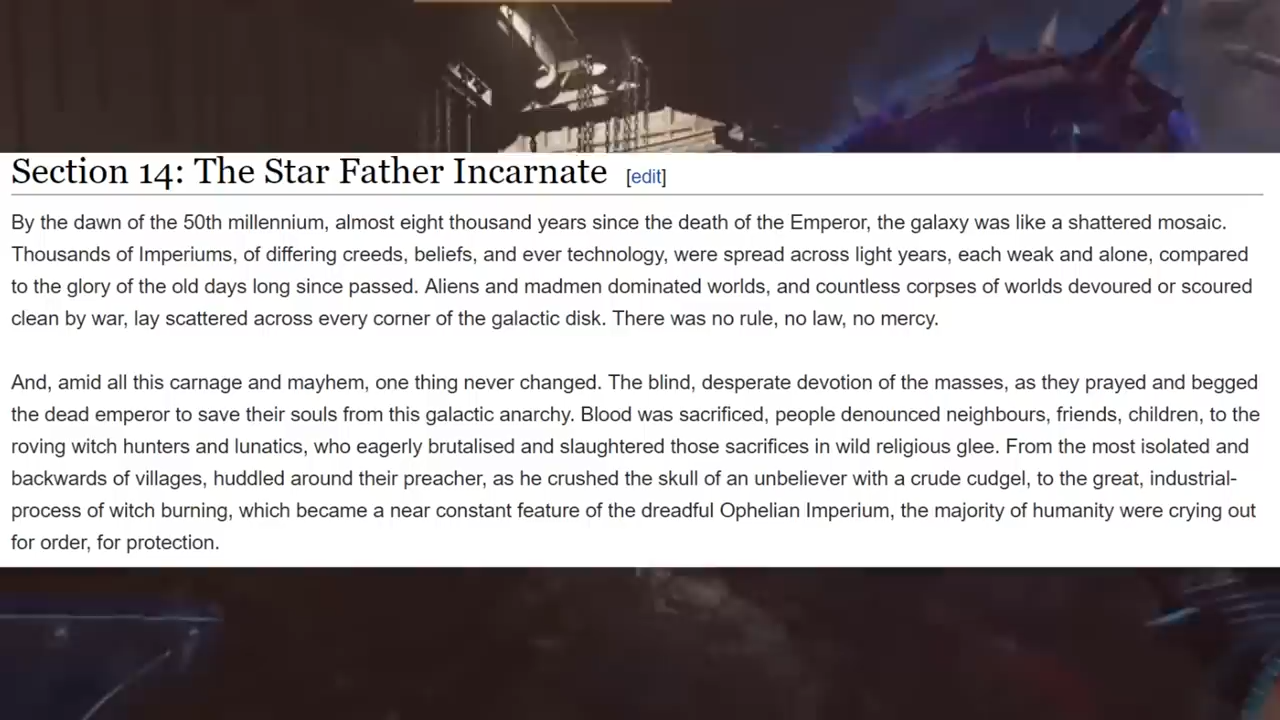 Section 14: The Star Father Incarnate [edit]
By the dawn of the 50th millennium, almost eight thousand years since the death of the Emperor, the galaxy was like a shattered mosaic.
Thousands of Imperiums, of differing creeds, beliefs, and ever technology, were spread across light years, each weak and alone, compared
to the glory of the old days long since passed. Aliens and madmen dominated worlds, and countless corpses of worlds devoured or scoured
clean by war, lay scattered across every corner of the galactic disk. There was no rule, no law, no mercy.
And, amid all this carnage and mayhem, one thing never changed. The blind, desperate devotion of the masses, as they prayed and begged
the dead emperor to save their souls from this galactic anarchy. Blood was sacrificed, people denounced neighbours, friends, children, to the
roving witch hunters and lunatics, who eagerly brutalised and slaughtered those sacrifices in wild religious glee. From the most isolated and
backwards of villages, huddled around their preacher, as he crushed the skull of an unbeliever with a crude cudgel, to the great, industrial-
process of witch burning, which became a near constant feature of the dreadful Ophelian Imperium, the majority of humanity were crying out
for order, for protection.